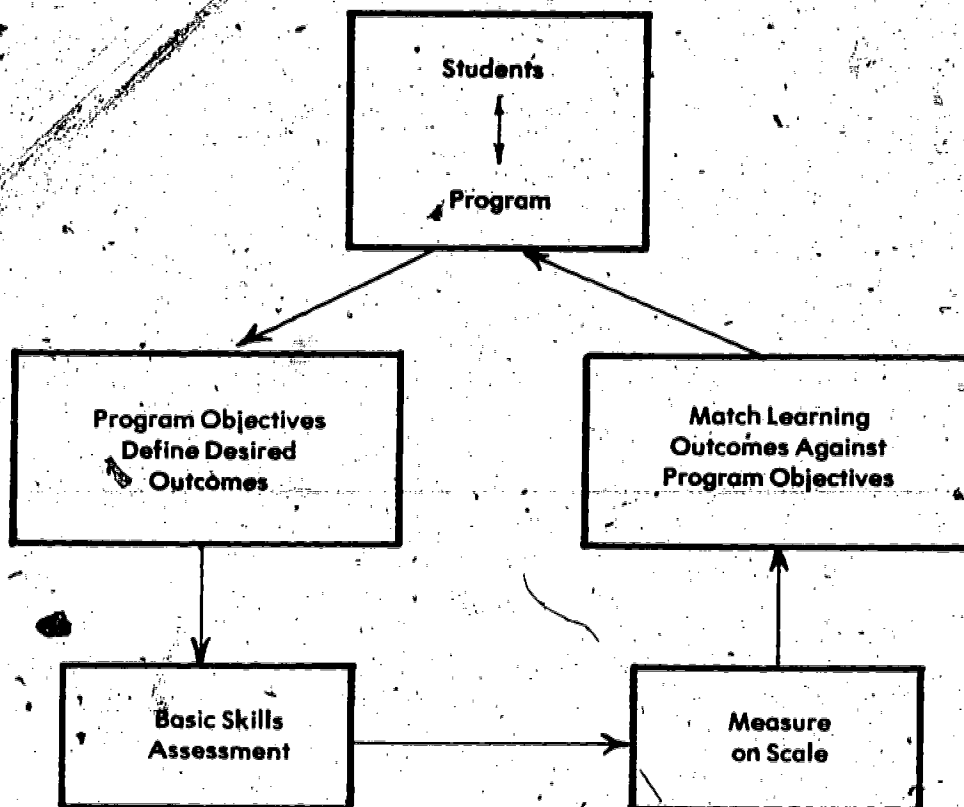 Students
Program
Program Objectives
Define Desired
Outcomes
Match Learning
Outcomes Against
Program Objectives
Basic Skills
Assessment
Measure
on Scale